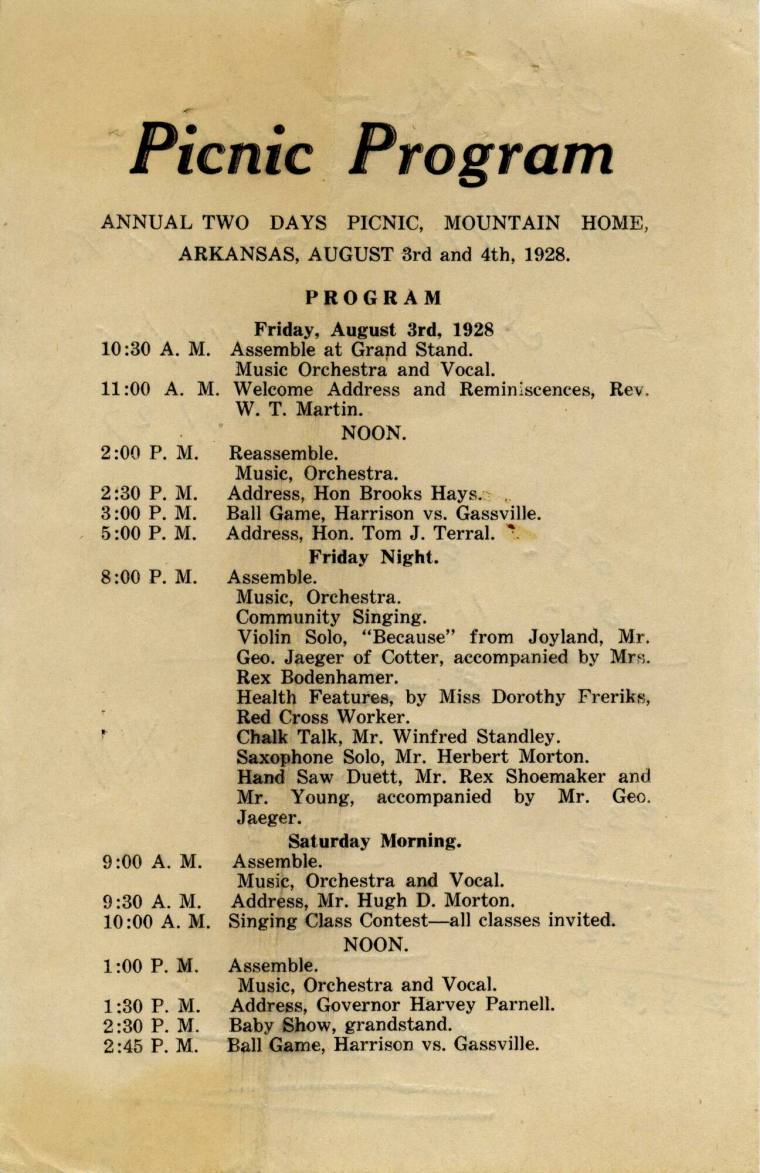 Picnic Program
ANNUAL TWO DAYS PICNIC, MOUNTAIN HOME,
ARKANSAS, AUGUST 3rd and 4th, 1928.
PROGRAM
Friday, August 3rd, 1928
10:30 A. M. Assemble at Grand Stand.
Music Orchestra and Vocal.
11:00 A. M. Welcome Address and Reminiscences, Rev.
W. T. Martin.
NOON.
2:00 P. M. Reassemble.
Music, Orchestra.
2:30 P. M. Address, Hon Brooks Hays.
3:00 P. M. Ball Game, Harrison vs. Gassville.
5:00 P. M. Address, Hon. Tom J. Terral.
Friday Night.
8:00 P. M. Assemble.
Music, Orchestra.
Community Singing.
Violin Solo, “Because” from Joyland, Mr.
Geo. Jaeger of Cotter, accompanied by Mrs.
Rex Bodenhamer.
Health Features, by Miss Dorothy Freriks,
Red Cross Worker.
Chalk Talk, Mr. Winfred Standley.
Saxophone Solo, Mr. Herbert Morton.
Hand Saw Duett, Mr. Rex Shoemaker and
Mr. Young, accompanied by Mr. Geo.
Jaeger.
Saturday Morning.
9:00 A. M. Assemble.
Music, Orchestra and Vocal.
9:30 A. M. Address, Mr. Hugh D. Morton.
10:00 A. M. Singing Class Contest—all classes invited.
NOON.
1:00 P. M. Assemble.
Music, Orchestra and Vocal.
1:30 P. M. Address, Governor Harvey Parnell.
2:30 P. M. Baby Show, grandstand.
2:45 P. M. Ball Game, Harrison vs. Gassville.